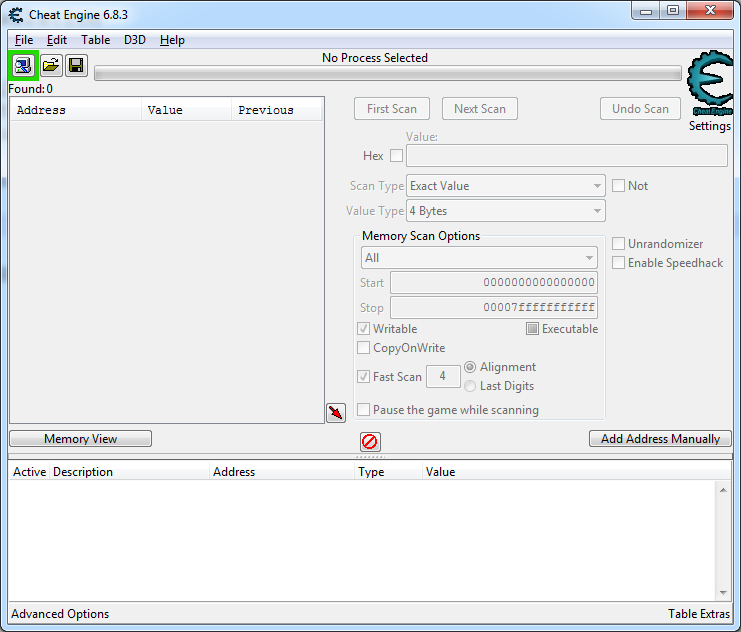 Cheat Engine 6.8.3
File Edit Table D3D Help
No Process Selected
Found: 0
Address Value Previous
First Scan Next Scan Undo Scan
Cheat Engine
Settings
Value:
Hex
Scan Type Exact Value Not
Value Type 4 Bytes
Memory Scan Options
All
Unrandomizer
Enable Speedhack
Start 0000000000000000
Stop 00007fffffffffff
Writable Executable
CopyOnWrite
Fast Scan 4 Alignment
Last Digits
Pause the game while scanning
Memory View Add Address Manually
Active Description Address Type Value
Advanced Options Table Extras